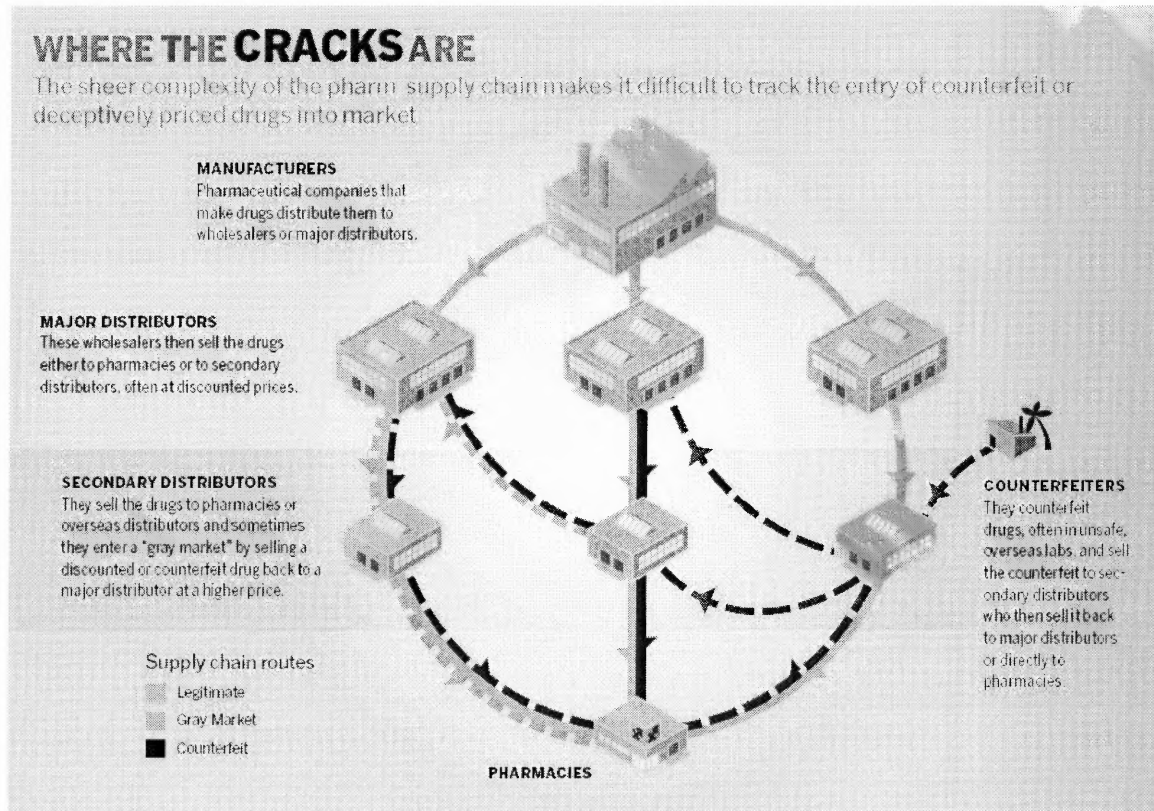 WHERE THE CRACKS ARE
The sheer complexity of the pharm supply chain makes it difficult to track the entry of counterfeit or
deceptively priced drugs into market
MANUFACTURERS
Pharmaceutical companies that
make drugs distribute them to
wholesalers or major distributors.
MAJOR DISTRIBUTORS
These wholesalers then sell the drugs
either to pharmacies or to secondary
distributors, often at discounted prices.
SECONDARY DISTRIBUTORS
They sell the drugs to pharmacies or
overseas distributors and sometimes
they enter a "gray market" by selling a
discounted or counterfeit drug back to a
major distributor at a higher price.
COUNTERFEITERS
They counterfeit
drugs, often in unsafe,
overseas labs, and sell
the counterfeit to sec-
ondary distributors
who then sell it back
to major distributors
or directly to
pharmacies.
Supply chain routes
Legitimate
Gray Market
Counterfeit
PHARMACIES